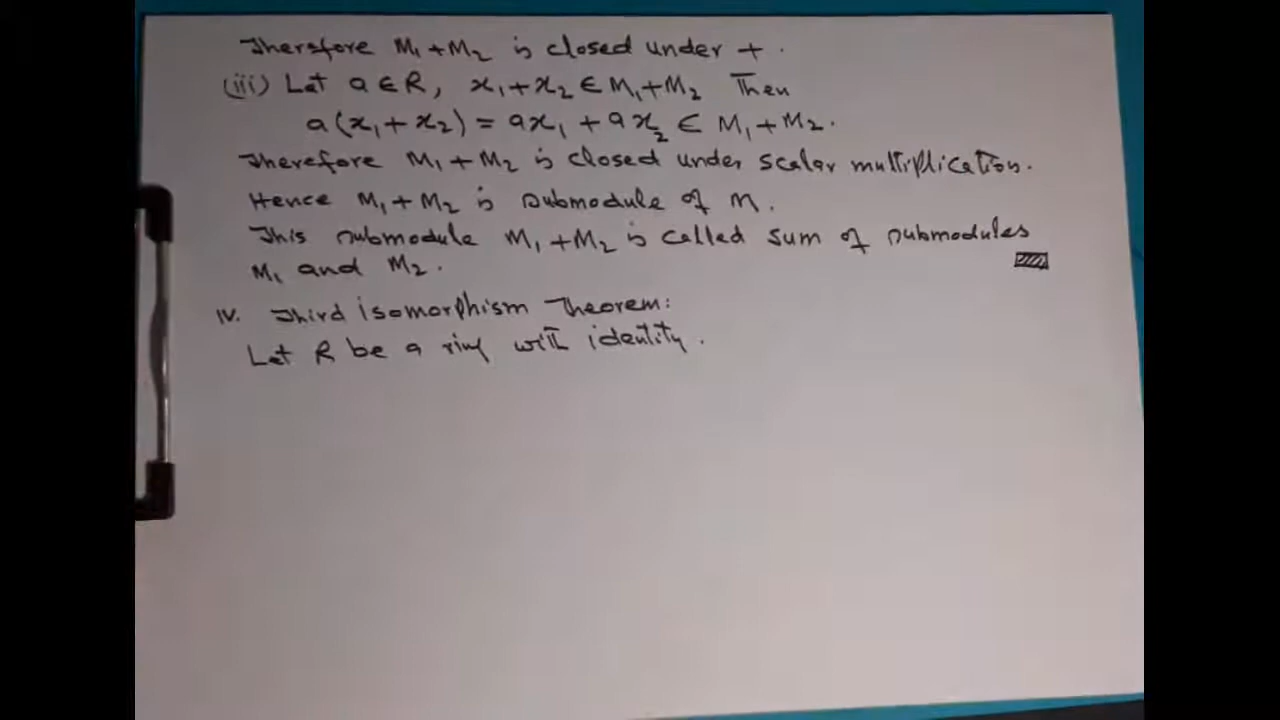 Therefore M₁+M₂ is closed under +.
(iii) Let a ∈ R, x₁+x₂ ∈ M₁+M₂ Then
a(x₁+x₂) = ax₁ + ax₂ ∈ M₁+M₂.
Therefore M₁+M₂ is closed under scalar multiplication.
Hence M₁+M₂ is submodule of M.
This submodule M₁+M₂ is called sum of submodules
M₁ and M₂.
IV. Third isomorphism Theorem:
Let R be a ring with identity.